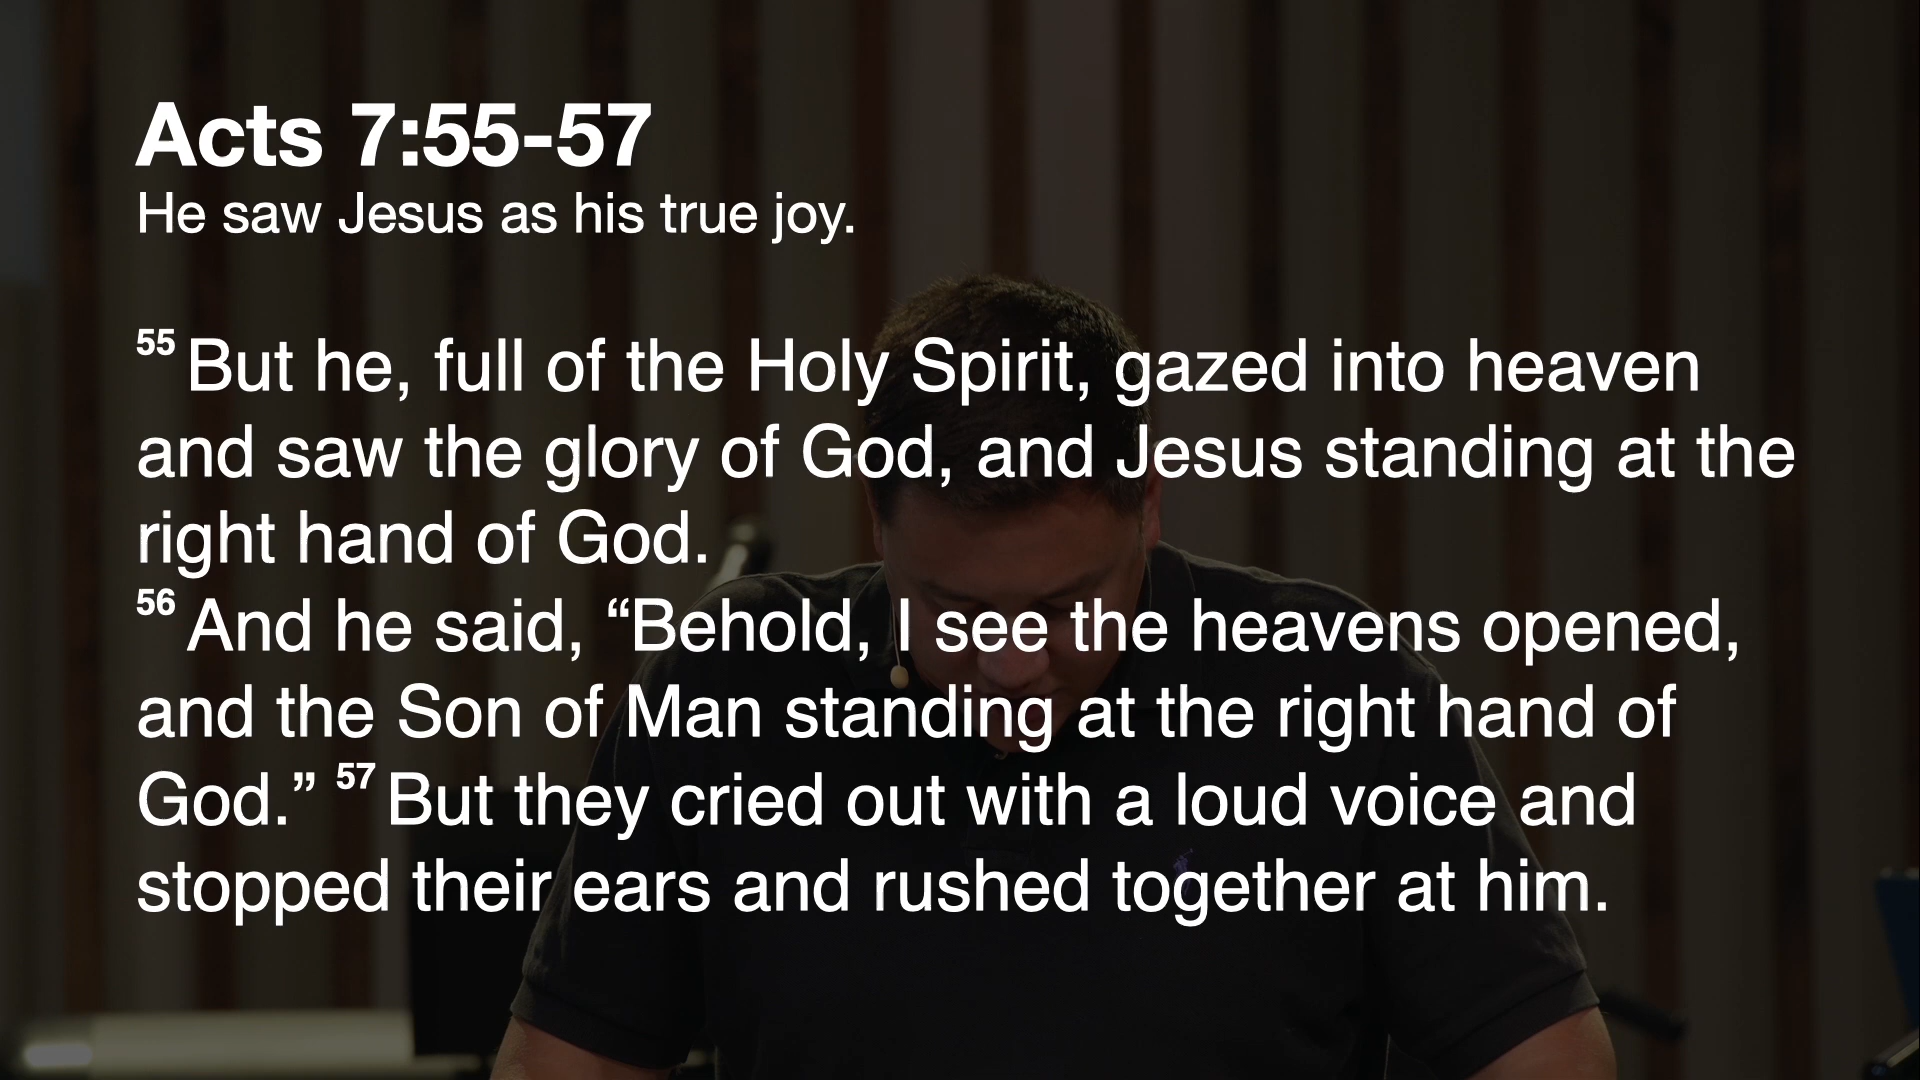 Acts 7:55-57
He saw Jesus as his true joy.
55 But he, full of the Holy Spirit, gazed into heaven
and saw the glory of God, and Jesus standing at the
right hand of God.
56 And he said, “Behold, I see the heavens opened,
and the Son of Man standing at the right hand of
God.” 57 But they cried out with a loud voice and
stopped their ears and rushed together at him.